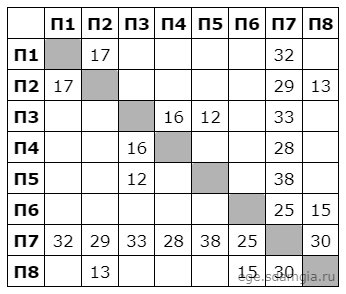 П1 П2 П3 П4 П5 П6 П7 П8
П1 17 32
П2 17 29 13
П3 16 12 33
П4 16 28
П5 12 38
П6 25 15
П7 32 29 33 28 38 25 30
П8 13 15 30
ege.sdamgia.ru